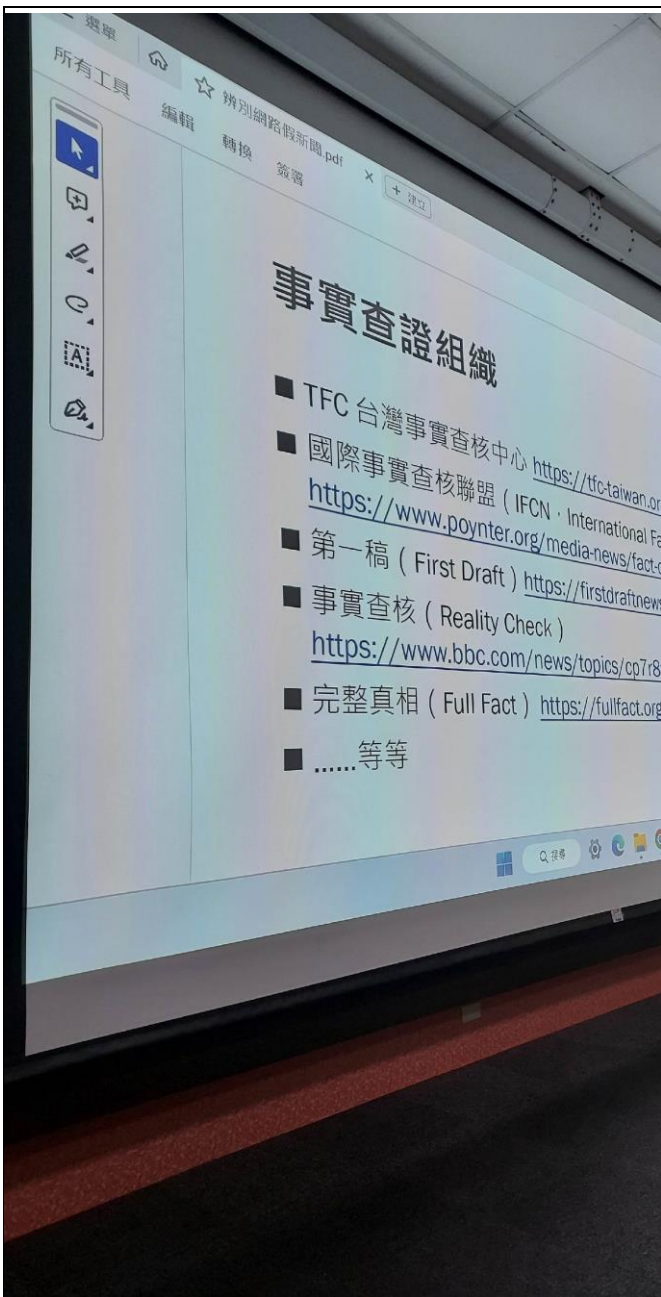 選單
辨別網路假新聞.pdf
× + 建立
所有工具 編輯 轉換 簽署
事實查證組織
■ TFC 台灣事實查核中心 https://tfc-taiwan.or
■ 國際事實查核聯盟（IFCN，International Fa
https://www.poynter.org/media-news/fact-c
■ 第一稿（First Draft）https://firstdraftnews
■ 事實查核（Reality Check）
https://www.bbc.com/news/topics/cp7r8
■ 完整真相（Full Fact） https://fullfact.org
■ ......等等
搜尋